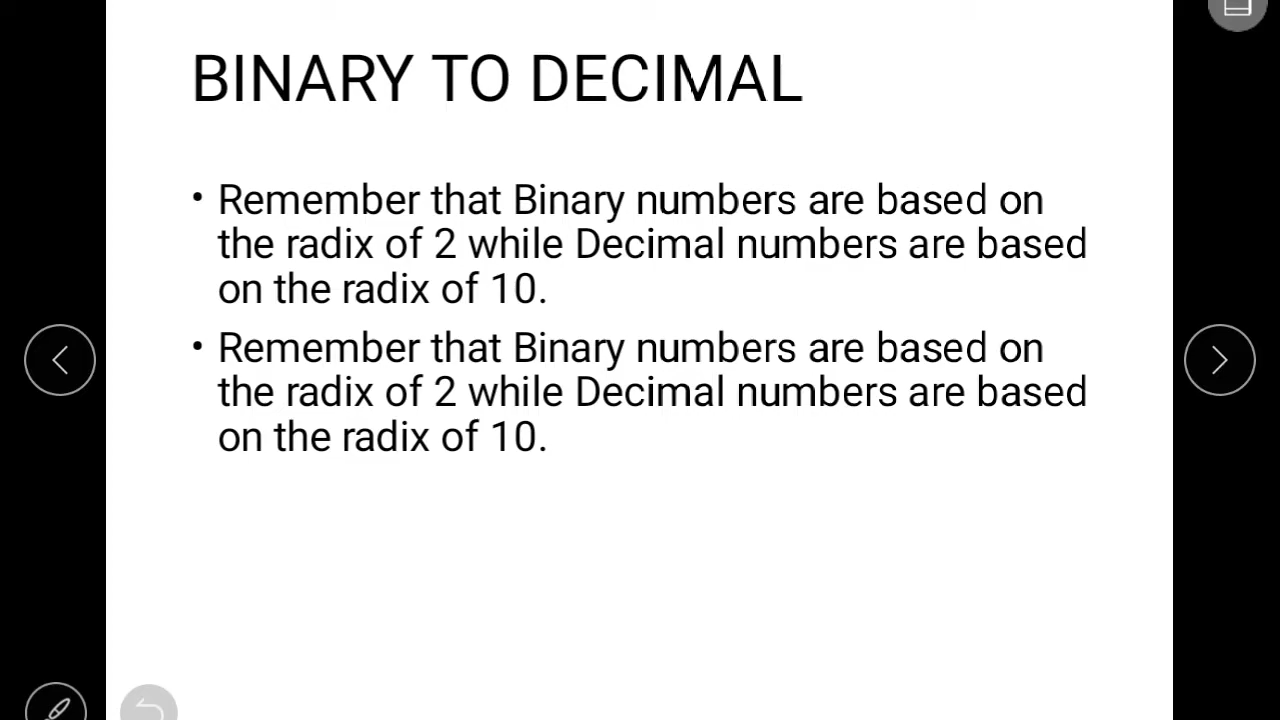 BINARY TO DECIMAL
• Remember that Binary numbers are based on
the radix of 2 while Decimal numbers are based
on the radix of 10.
• Remember that Binary numbers are based on
the radix of 2 while Decimal numbers are based
on the radix of 10.